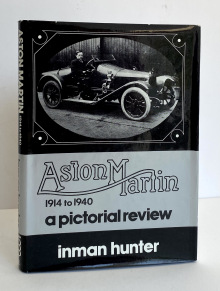 Aston Martin
1914 to 1940
a pictorial review
inman hunter
ASTON MARTIN